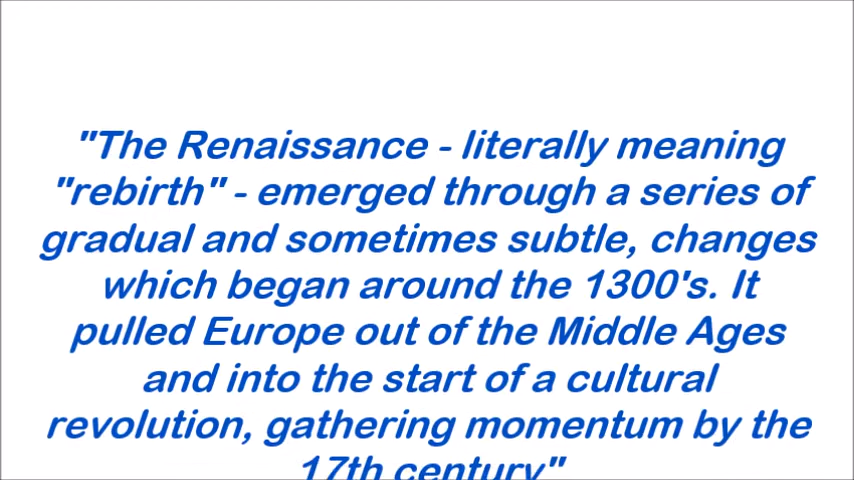 "The Renaissance - literally meaning
"rebirth" - emerged through a series of
gradual and sometimes subtle, changes
which began around the 1300's. It
pulled Europe out of the Middle Ages
and into the start of a cultural
revolution, gathering momentum by the
17th century"